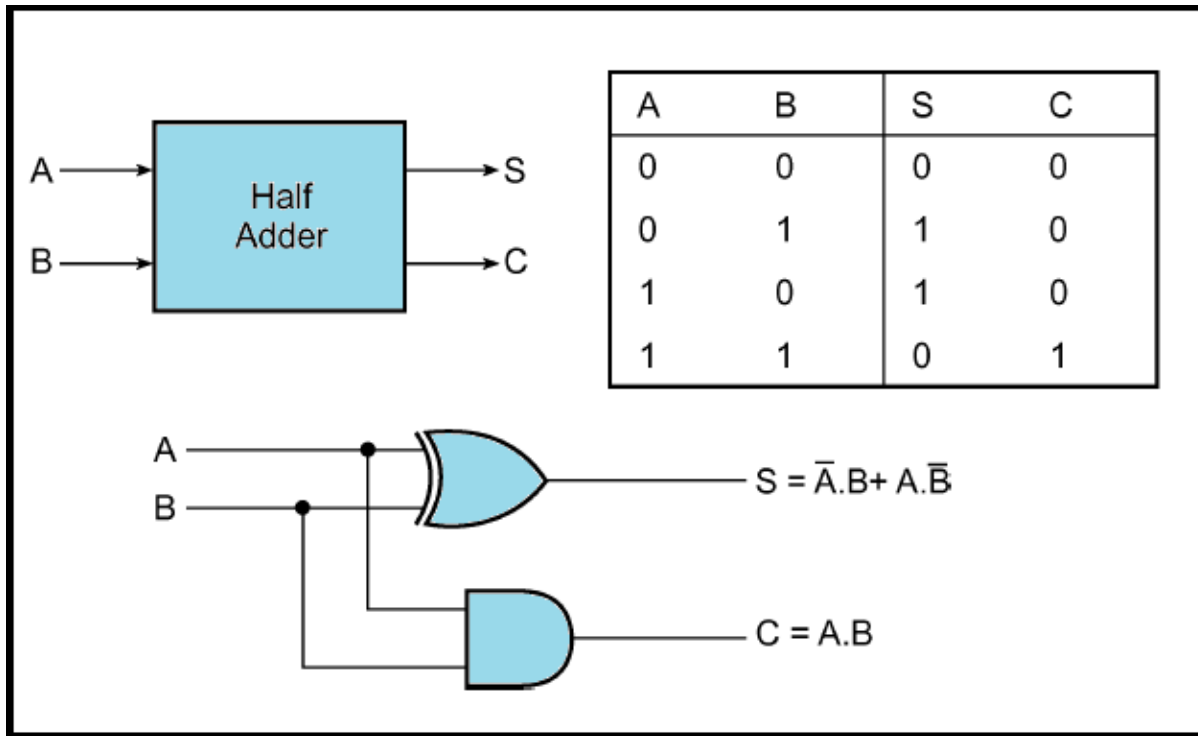 A
B
Half
Adder
S
C
A B S C
0 0 0 0
0 1 1 0
1 0 1 0
1 1 0 1
A
B
S = A̅.B+ A.B̅
C = A.B